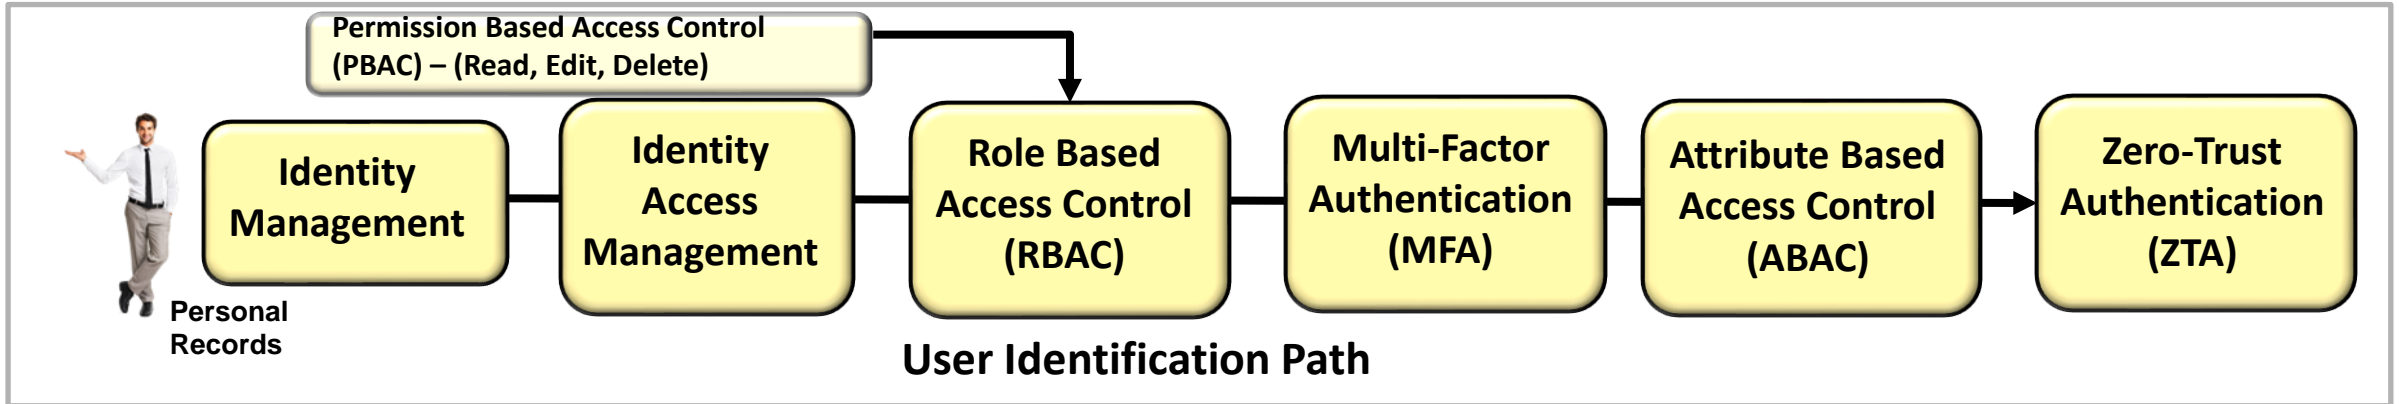 Permission Based Access Control
(PBAC) – (Read, Edit, Delete)
Identity
Management
Identity
Access
Management
Role Based
Access Control
(RBAC)
Multi-Factor
Authentication
(MFA)
Attribute Based
Access Control
(ABAC)
Zero-Trust
Authentication
(ZTA)
Personal
Records
User Identification Path